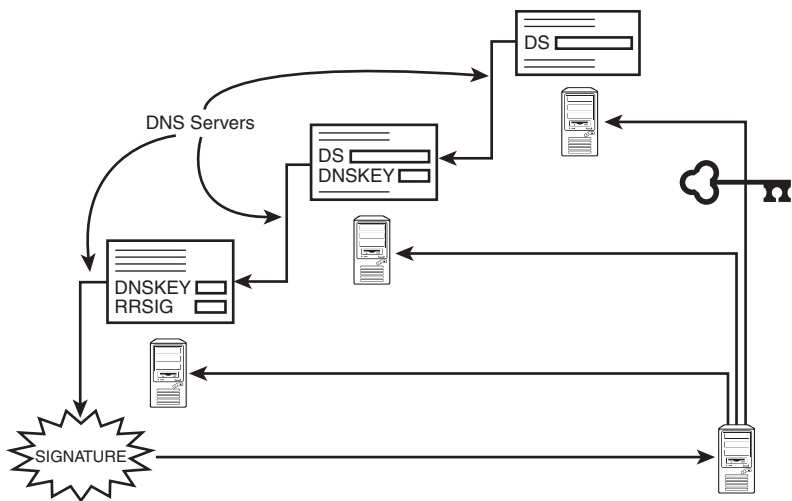 DS
DNS Servers
DS
DNSKEY
DNSKEY
RRSIG
SIGNATURE